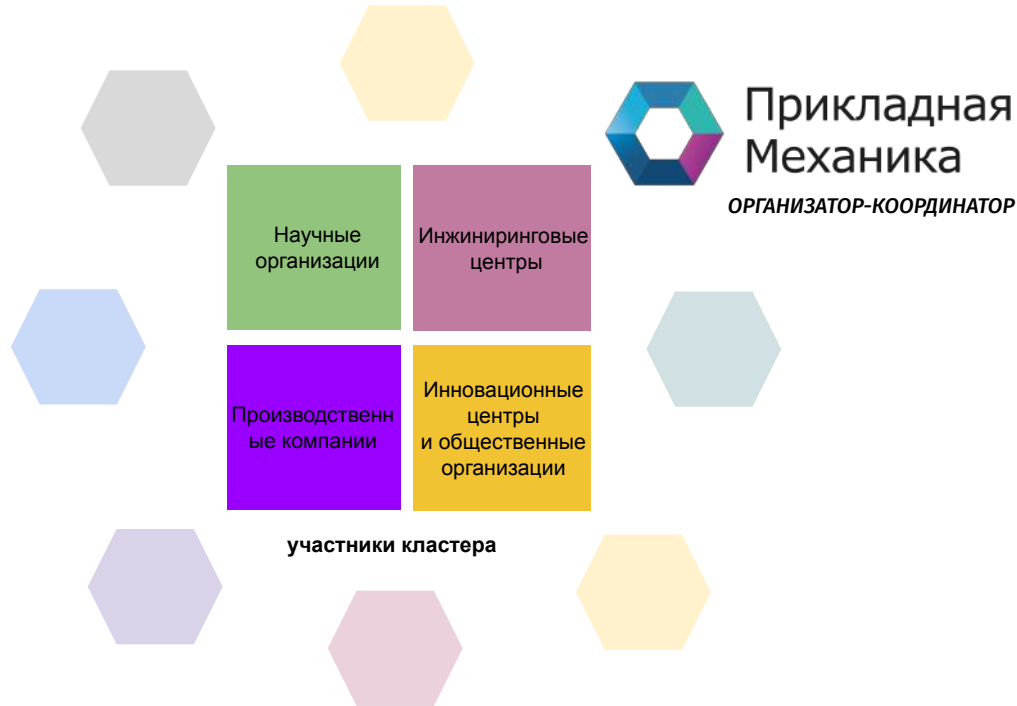 Прикладная
Механика
ОРГАНИЗАТОР-КООРДИНАТОР
Научные
организации
Инжиниринговые
центры
Производственн
ые компании
Инновационные
центры
и общественные
организации
участники кластера